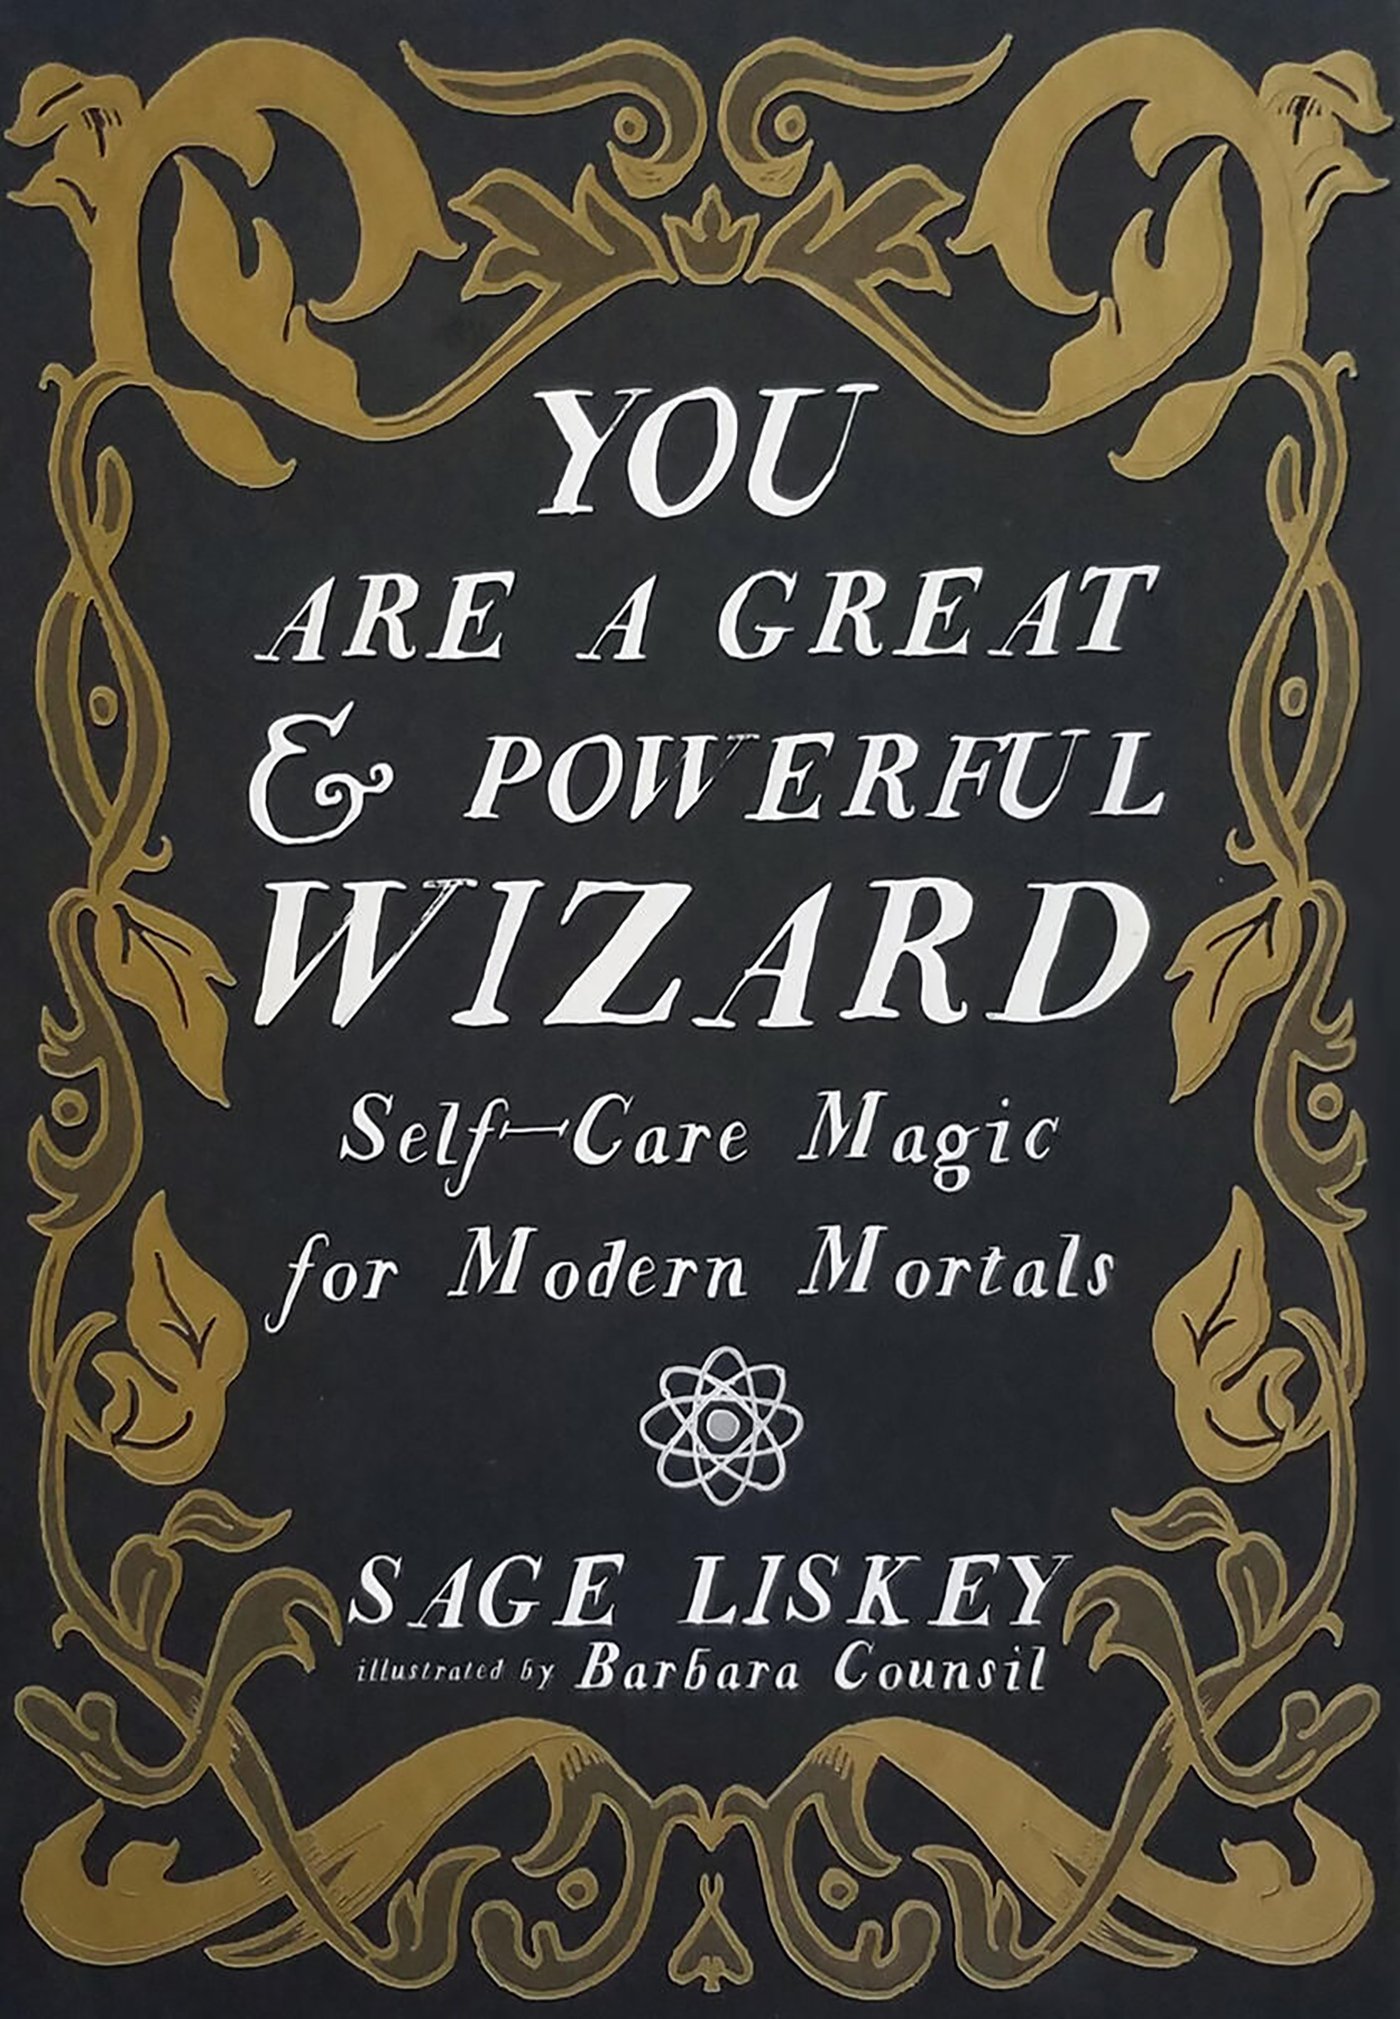 YOU
ARE A GREAT
& POWERFUL
WIZARD
Self-Care Magic
for Modern Mortals
SAGE LISKEY
illustrated by Barbara Counsil